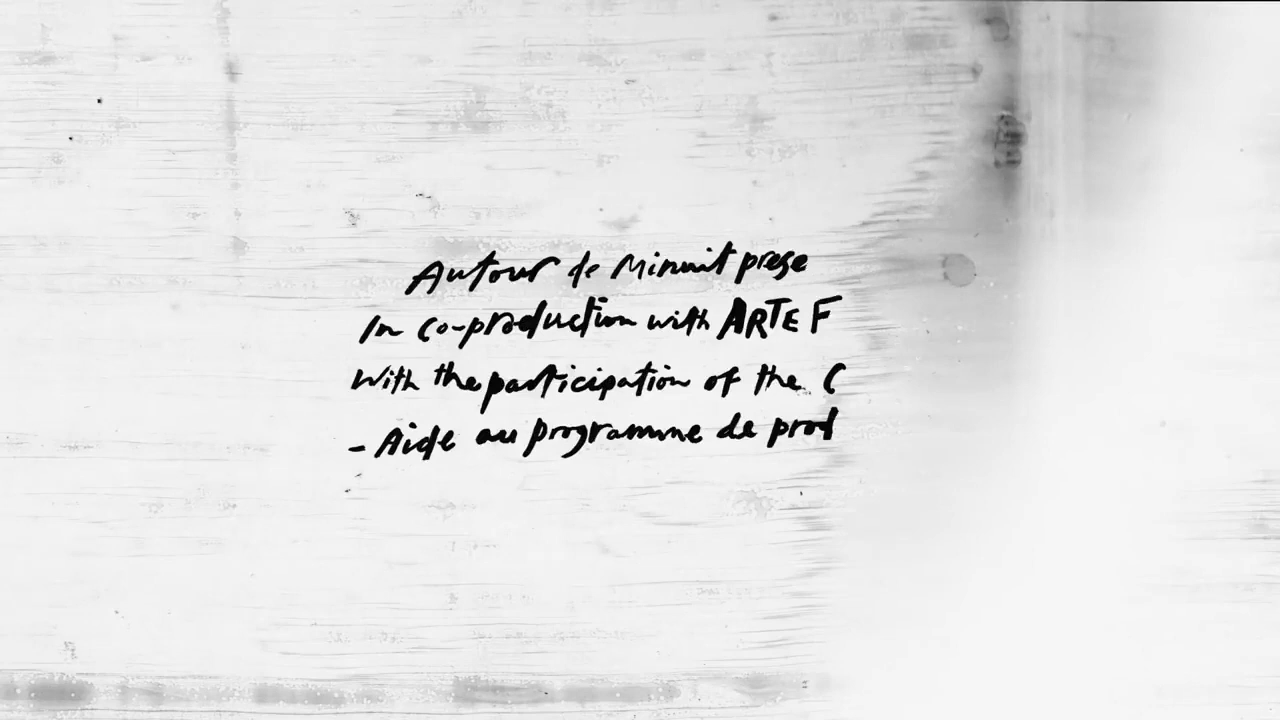 Autour de Minuit prese
In co-production with ARTE F
With the participation of the C
- Aide au programme de prod